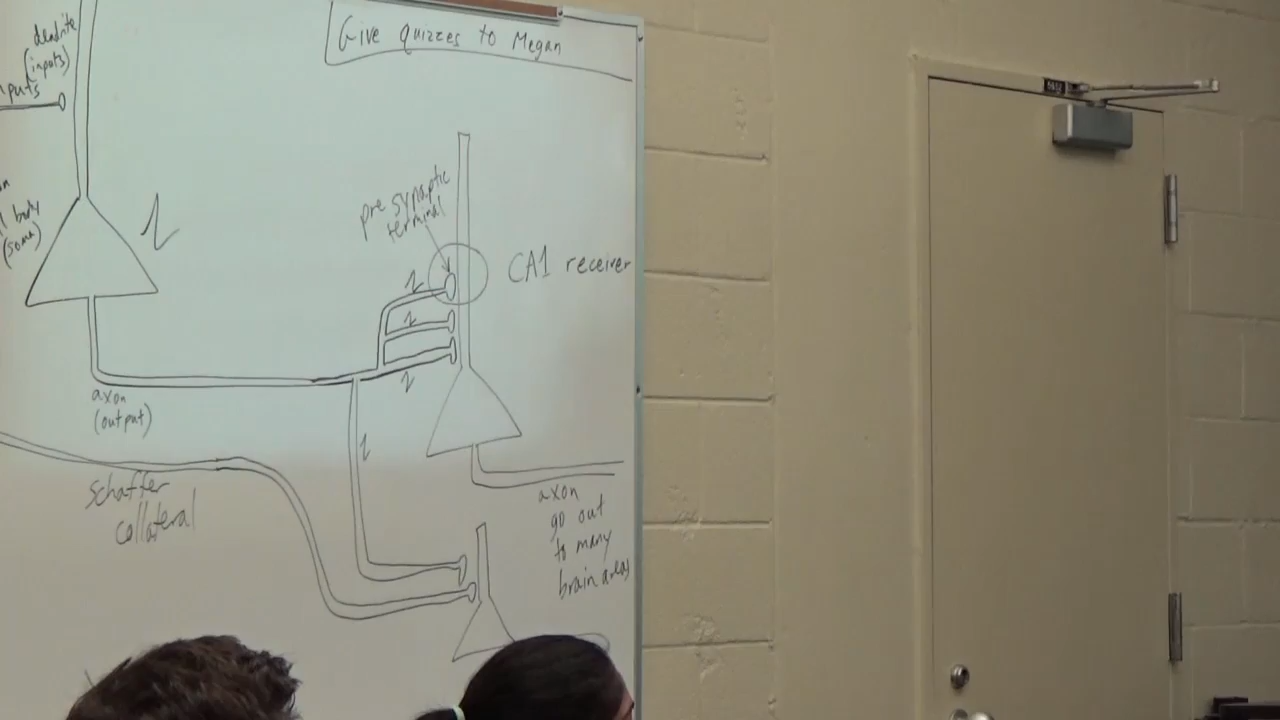 Give quizzes to Megan
dendrite
(inputs)
pre synaptic
terminal
(soma)
CA1 receiver
axon
(output)
schaffer
collateral
axon
go out
to many
brain areas